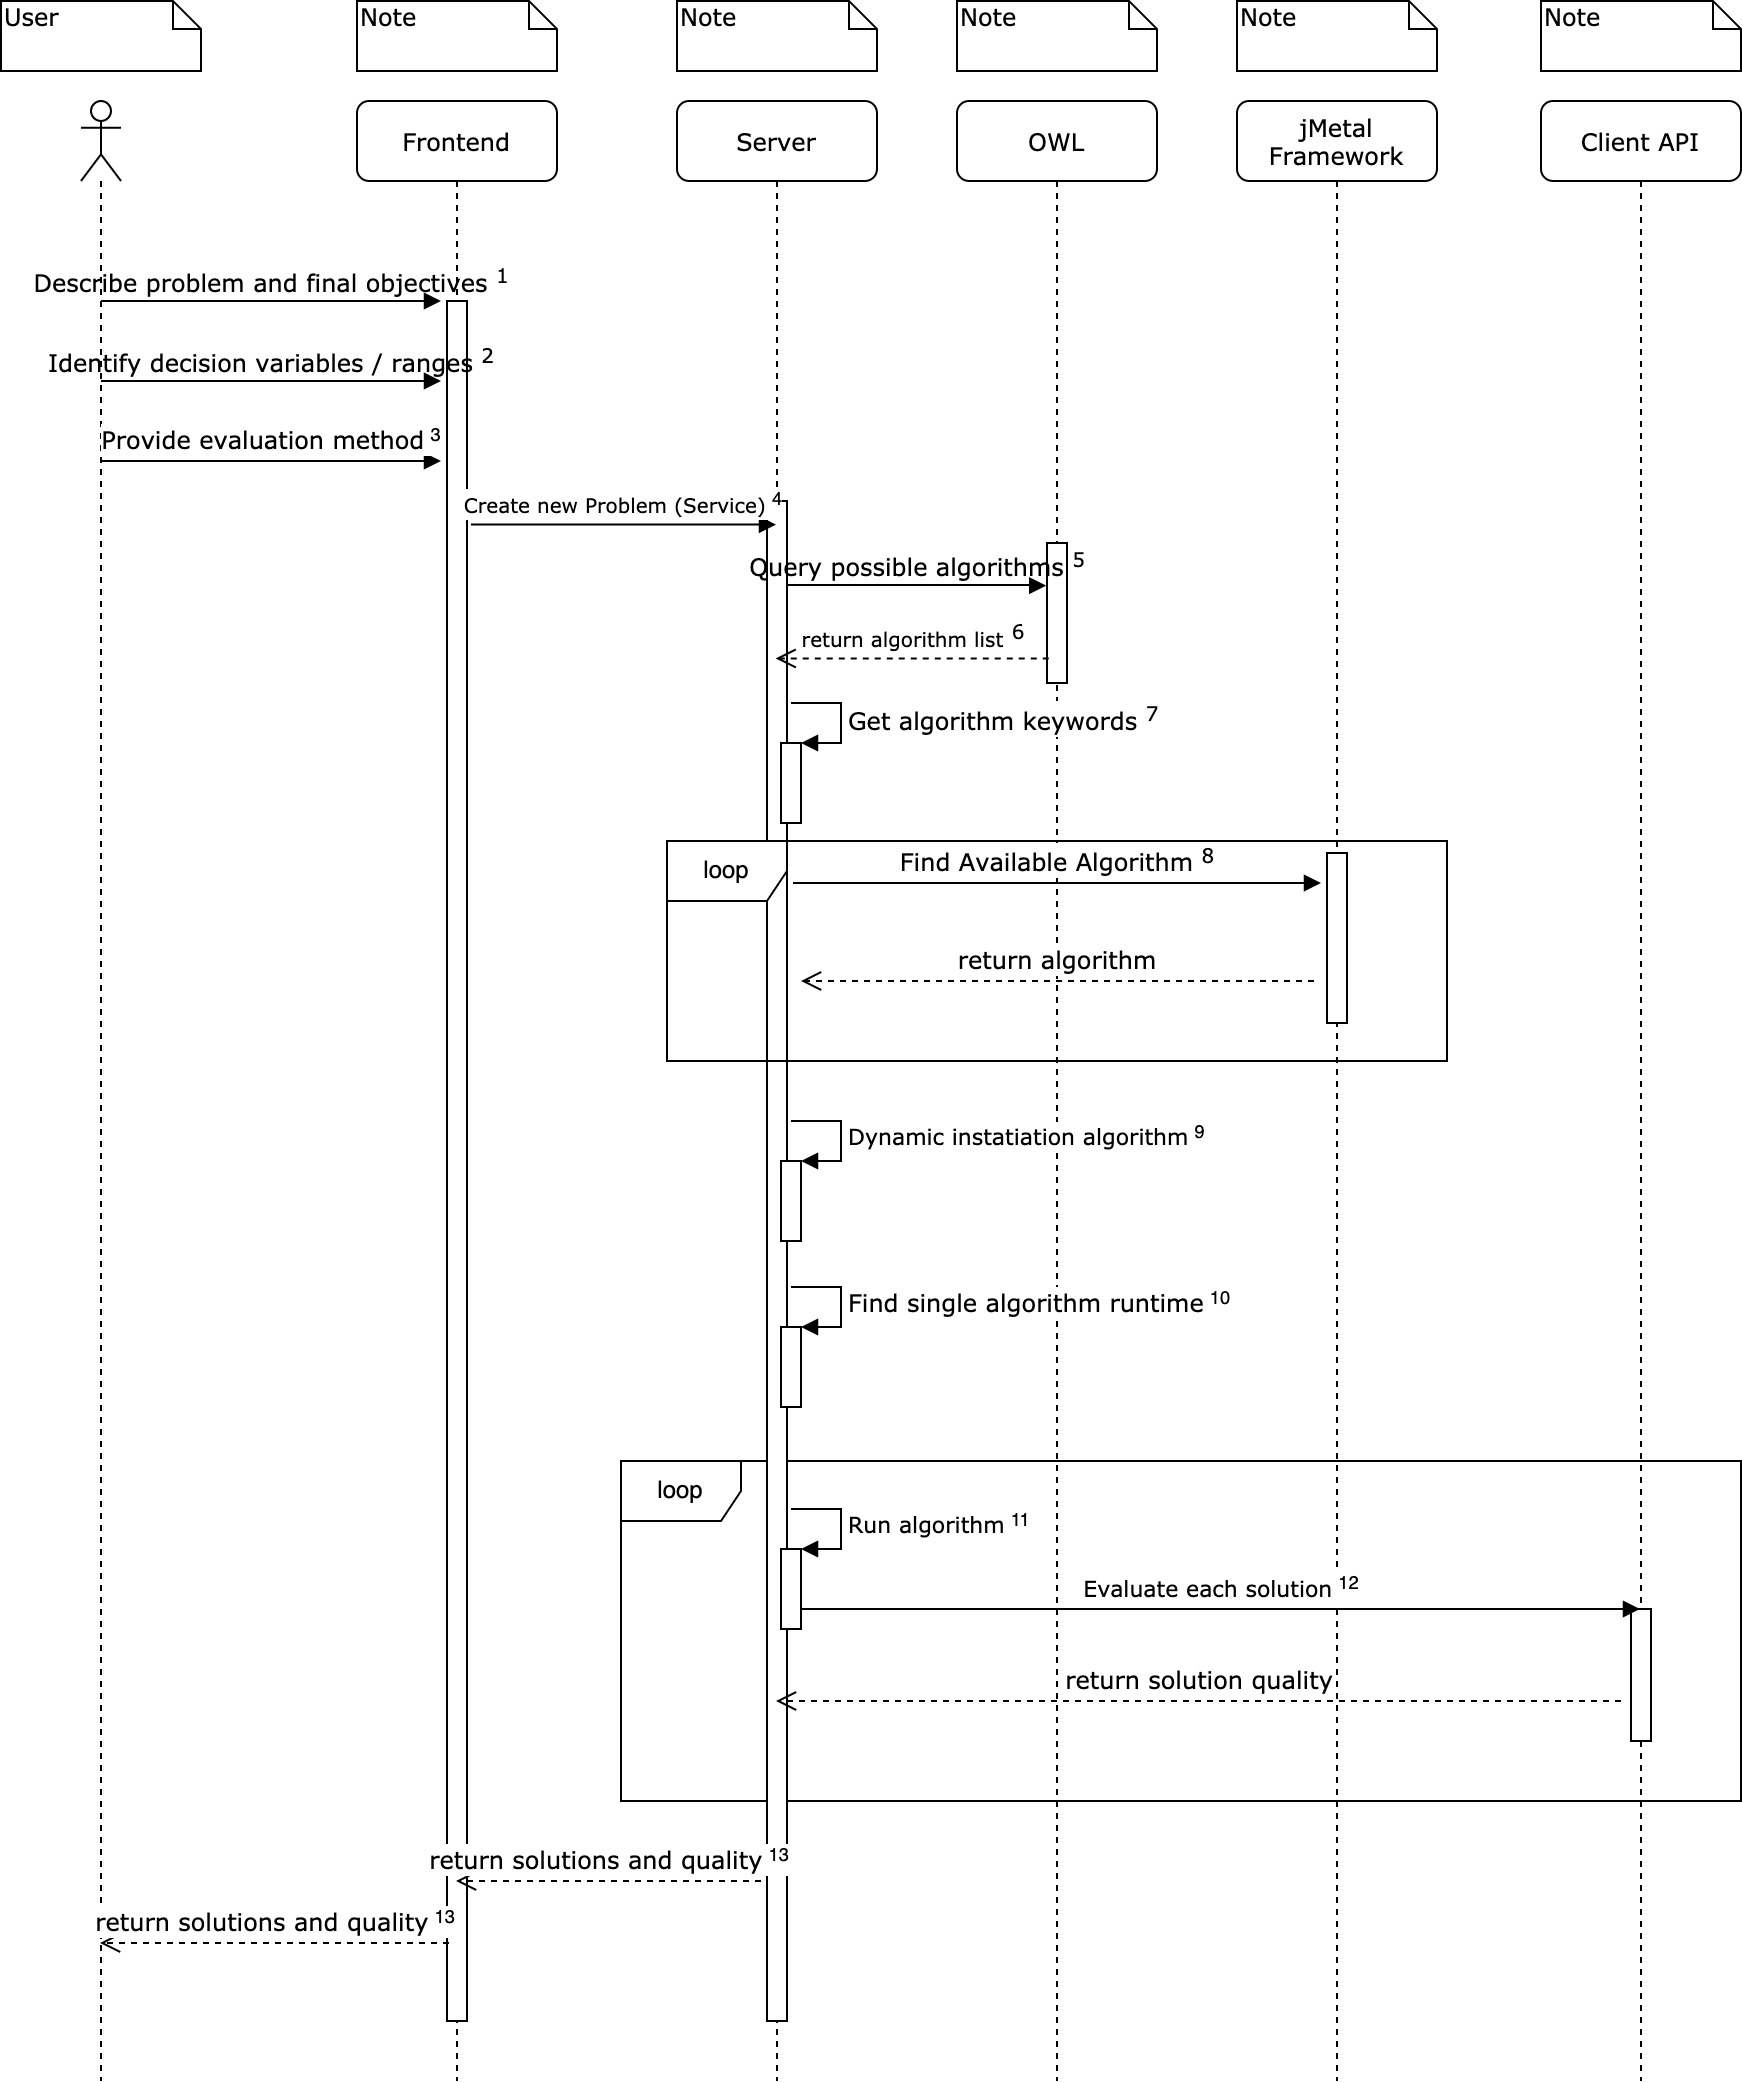 User
Note
Note
Note
Note
Note
Frontend
Server
OWL
jMetal
Framework
Client API
Describe problem and final objectives 1
Identify decision variables / ranges 2
Provide evaluation method 3
Create new Problem (Service) 4
Query possible algorithms 5
return algorithm list 6
Get algorithm keywords 7
loop
Find Available Algorithm 8
return algorithm
Dynamic instatiation algorithm 9
Find single algorithm runtime 10
loop
Run algorithm 11
Evaluate each solution 12
return solution quality
return solutions and quality 13
return solutions and quality 13